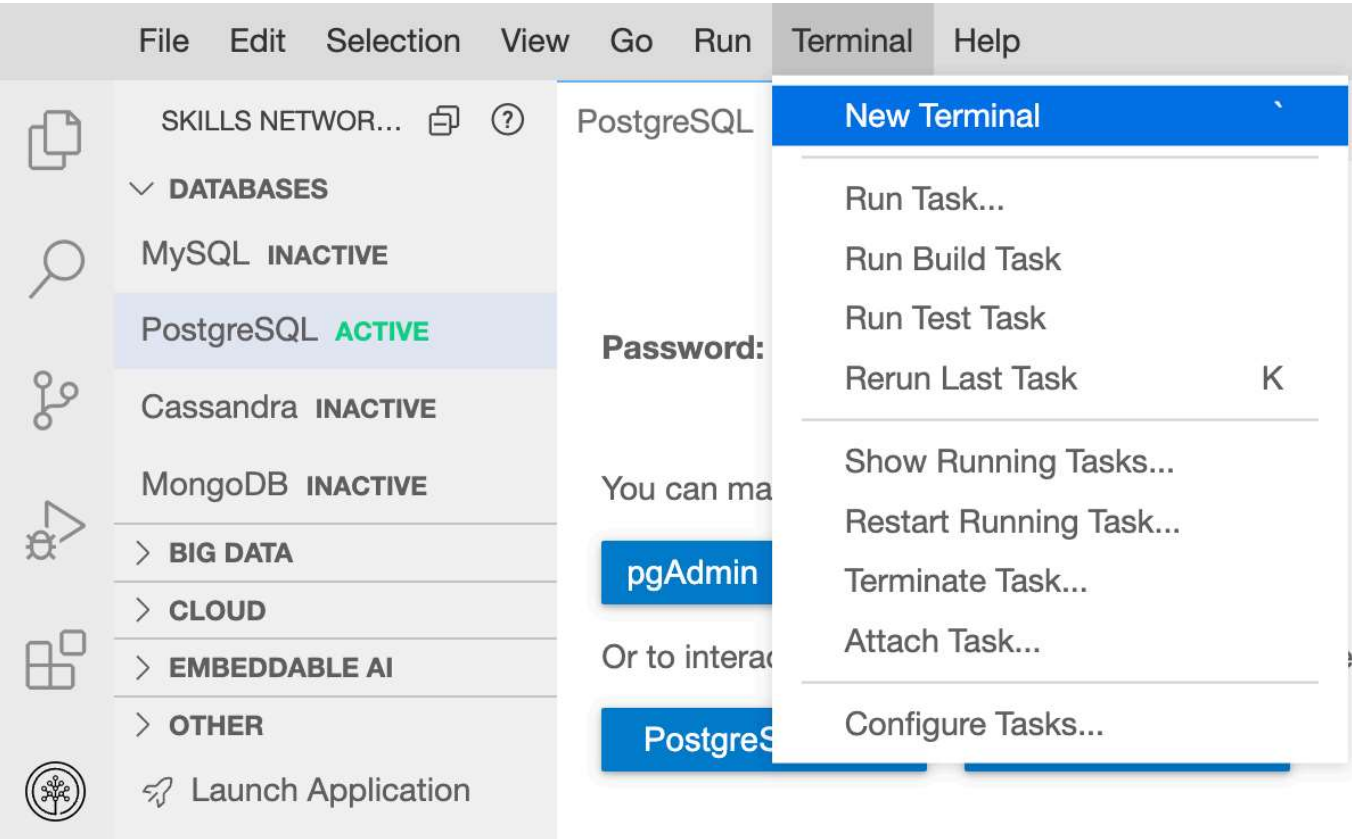 File Edit Selection View Go Run Terminal Help
SKILLS NETWOR...
DATABASES
MySQL INACTIVE
PostgreSQL ACTIVE
Cassandra INACTIVE
MongoDB INACTIVE
BIG DATA
CLOUD
EMBEDDABLE AI
OTHER
Launch Application
PostgreSQL
Password:
You can ma
pgAdmin
Or to interac
PostgreS
New Terminal `
Run Task...
Run Build Task
Run Test Task
Rerun Last Task K
Show Running Tasks...
Restart Running Task...
Terminate Task...
Attach Task...
Configure Tasks...